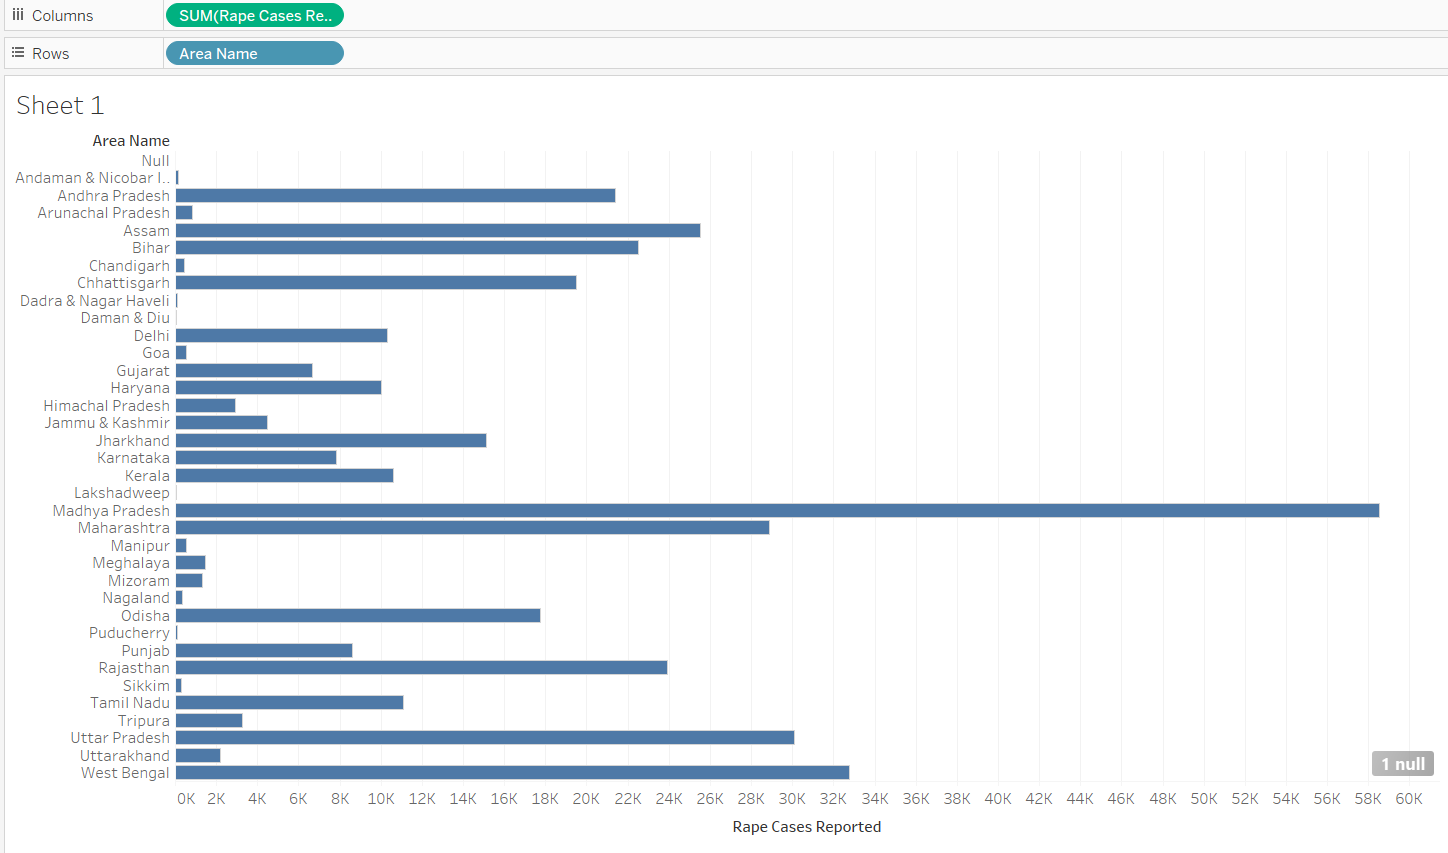 Columns
SUM(Rape Cases Re..
Rows
Area Name
Sheet 1
Area Name
Null
Andaman & Nicobar I..
Andhra Pradesh
Arunachal Pradesh
Assam
Bihar
Chandigarh
Chhattisgarh
Dadra & Nagar Haveli
Daman & Diu
Delhi
Goa
Gujarat
Haryana
Himachal Pradesh
Jammu & Kashmir
Jharkhand
Karnataka
Kerala
Lakshadweep
Madhya Pradesh
Maharashtra
Manipur
Meghalaya
Mizoram
Nagaland
Odisha
Puducherry
Punjab
Rajasthan
Sikkim
Tamil Nadu
Tripura
Uttar Pradesh
Uttarakhand
West Bengal
1 null
0K 2K 4K 6K 8K 10K 12K 14K 16K 18K 20K 22K 24K 26K 28K 30K 32K 34K 36K 38K 40K 42K 44K 46K 48K 50K 52K 54K 56K 58K 60K
Rape Cases Reported